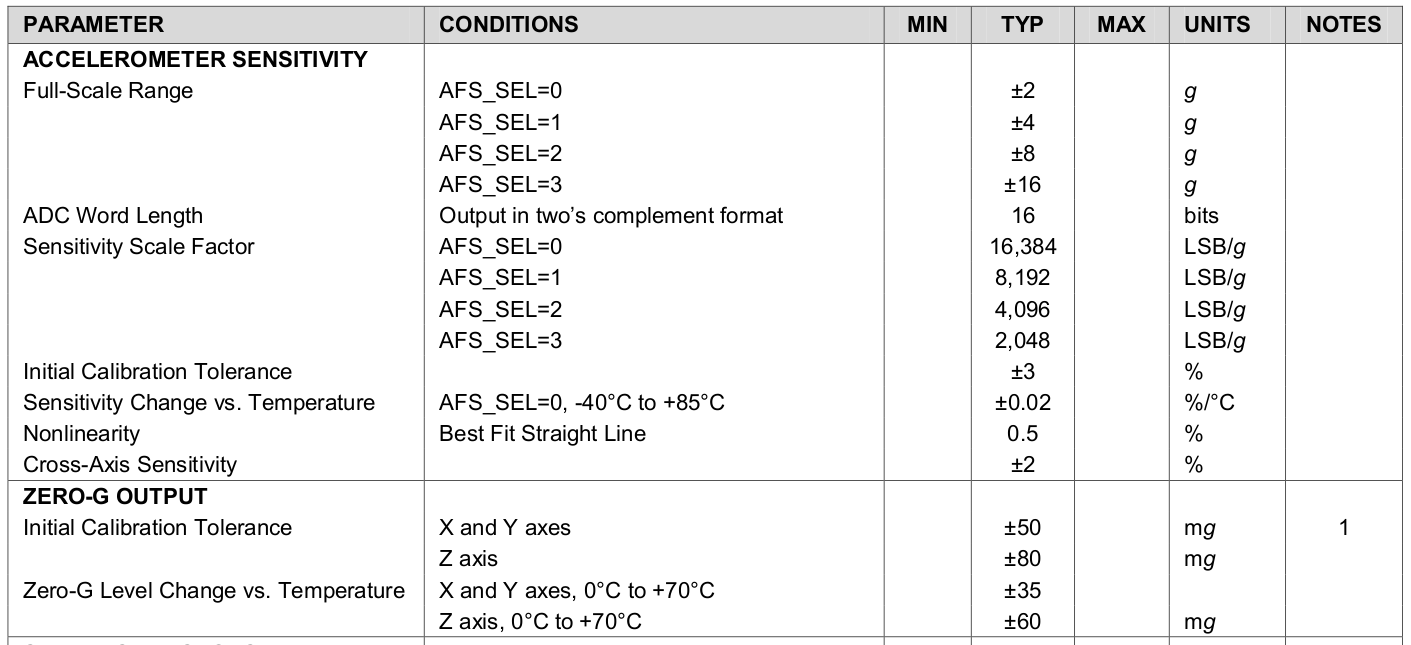 PARAMETER CONDITIONS MIN TYP MAX UNITS NOTES
ACCELEROMETER SENSITIVITY
Full-Scale Range AFS_SEL=0 ±2 g
AFS_SEL=1 ±4 g
AFS_SEL=2 ±8 g
AFS_SEL=3 ±16 g
ADC Word Length Output in two’s complement format 16 bits
Sensitivity Scale Factor AFS_SEL=0 16,384 LSB/g
AFS_SEL=1 8,192 LSB/g
AFS_SEL=2 4,096 LSB/g
AFS_SEL=3 2,048 LSB/g
Initial Calibration Tolerance ±3 %
Sensitivity Change vs. Temperature AFS_SEL=0, -40°C to +85°C ±0.02 %/°C
Nonlinearity Best Fit Straight Line 0.5 %
Cross-Axis Sensitivity ±2 %
ZERO-G OUTPUT
Initial Calibration Tolerance X and Y axes ±50 mg 1
Z axis ±80 mg
Zero-G Level Change vs. Temperature X and Y axes, 0°C to +70°C ±35
Z axis, 0°C to +70°C ±60 mg